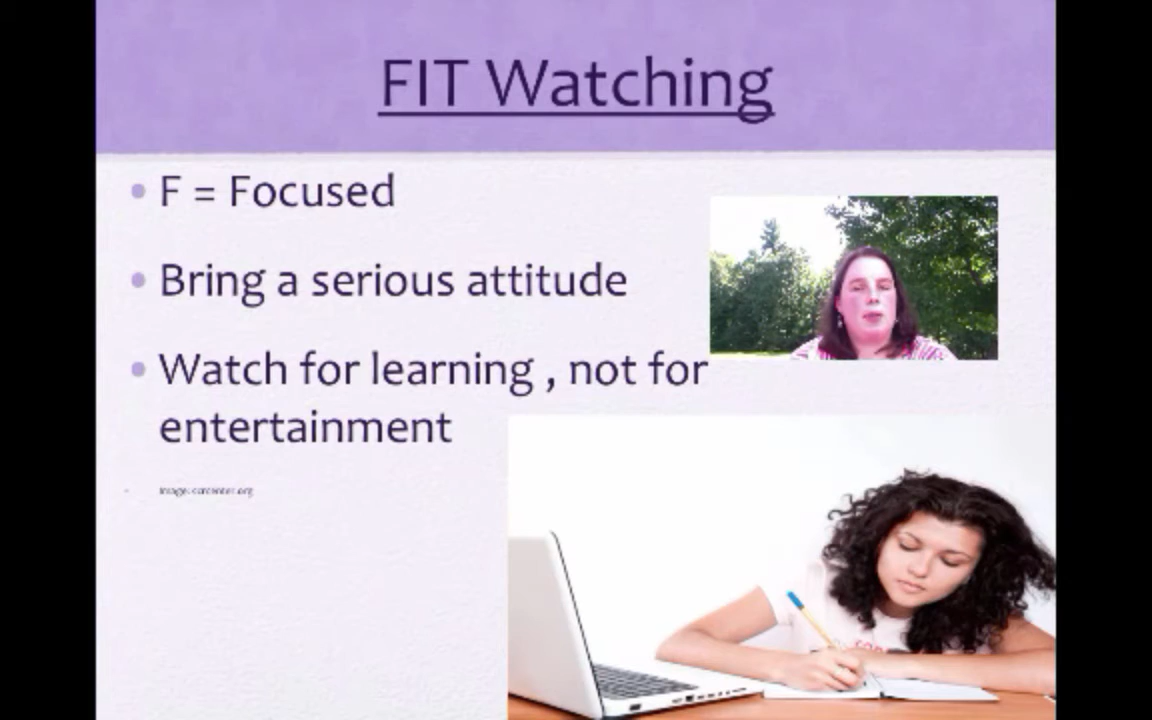 FIT Watching
• F = Focused
• Bring a serious attitude
• Watch for learning , not for
entertainment